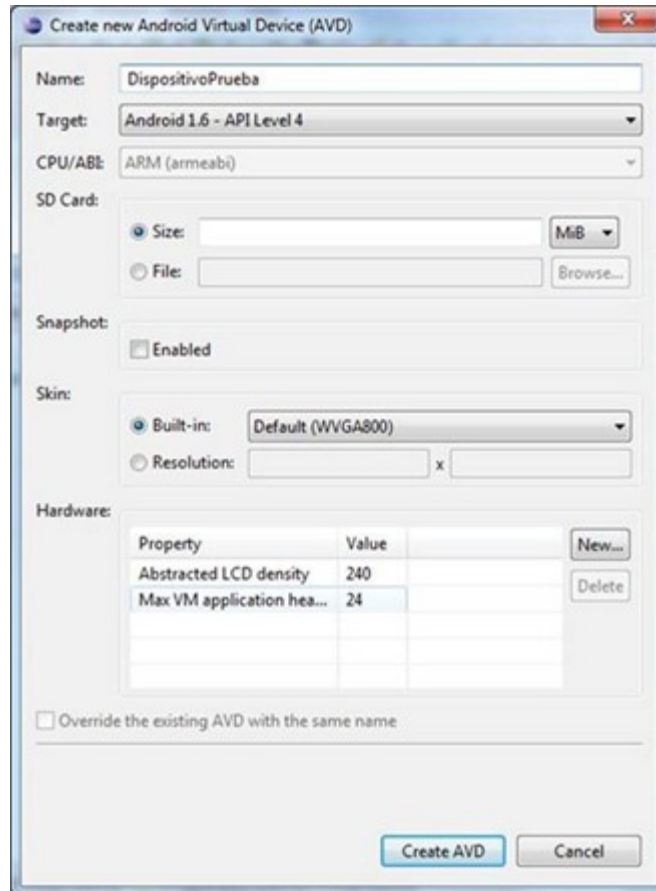 Create new Android Virtual Device (AVD)
Name: DispositivoPrueba
Target: Android 1.6 - API Level 4
CPU/ABI: ARM (armeabi)
SD Card:
Size: MiB
File: Browse...
Snapshot:
Enabled
Skin:
Built-in: Default (WVGA800)
Resolution: x
Hardware:
Property Value New...
Abstracted LCD density 240 Delete
Max VM application hea... 24
Override the existing AVD with the same name
Create AVD Cancel